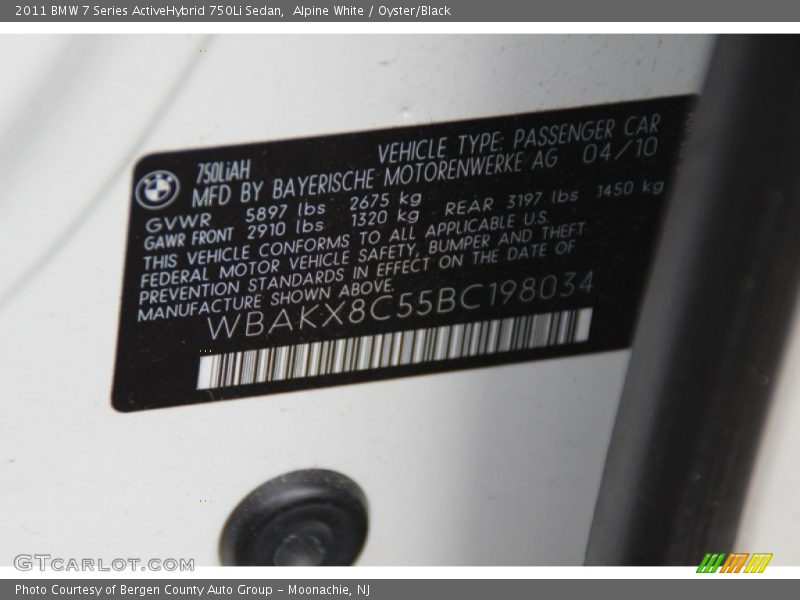 2011 BMW 7 Series ActiveHybrid 750Li Sedan,  Alpine White / Oyster/Black
750LiAH
VEHICLE TYPE: PASSENGER CAR
MFD BY BAYERISCHE MOTORENWERKE AG 04/10
GVWR 5897 lbs 2675 kg
GAWR FRONT 2910 lbs 1320 kg REAR 3197 lbs 1450 kg
THIS VEHICLE CONFORMS TO ALL APPLICABLE U.S.
FEDERAL MOTOR VEHICLE SAFETY, BUMPER AND THEFT
PREVENTION STANDARDS IN EFFECT ON THE DATE OF
MANUFACTURE SHOWN ABOVE.
WBAKX8C55BC198034
GTCARLOT.COM
Photo Courtesy of Bergen County Auto Group - Moonachie, NJ